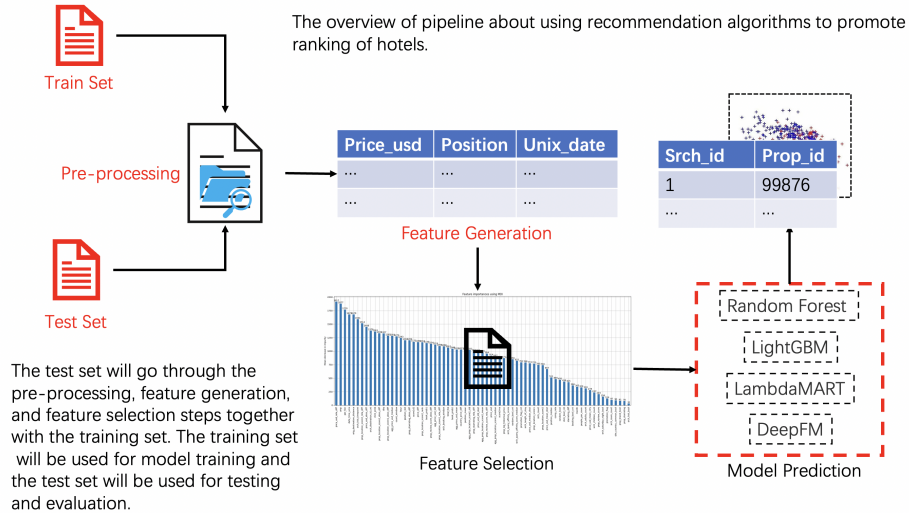 The overview of pipeline about using recommendation algorithms to promote
ranking of hotels.
Train Set
Pre-processing
Test Set
Price_usd Position Unix_date
... ... ...
... ... ...
Feature Generation
Feature Selection
Srch_id Prop_id
1 99876
... ...
Random Forest
LightGBM
LambdaMART
DeepFM
Model Prediction
The test set will go through the
pre-processing, feature generation,
and feature selection steps together
with the training set. The training set
will be used for model training and
the test set will be used for testing
and evaluation.